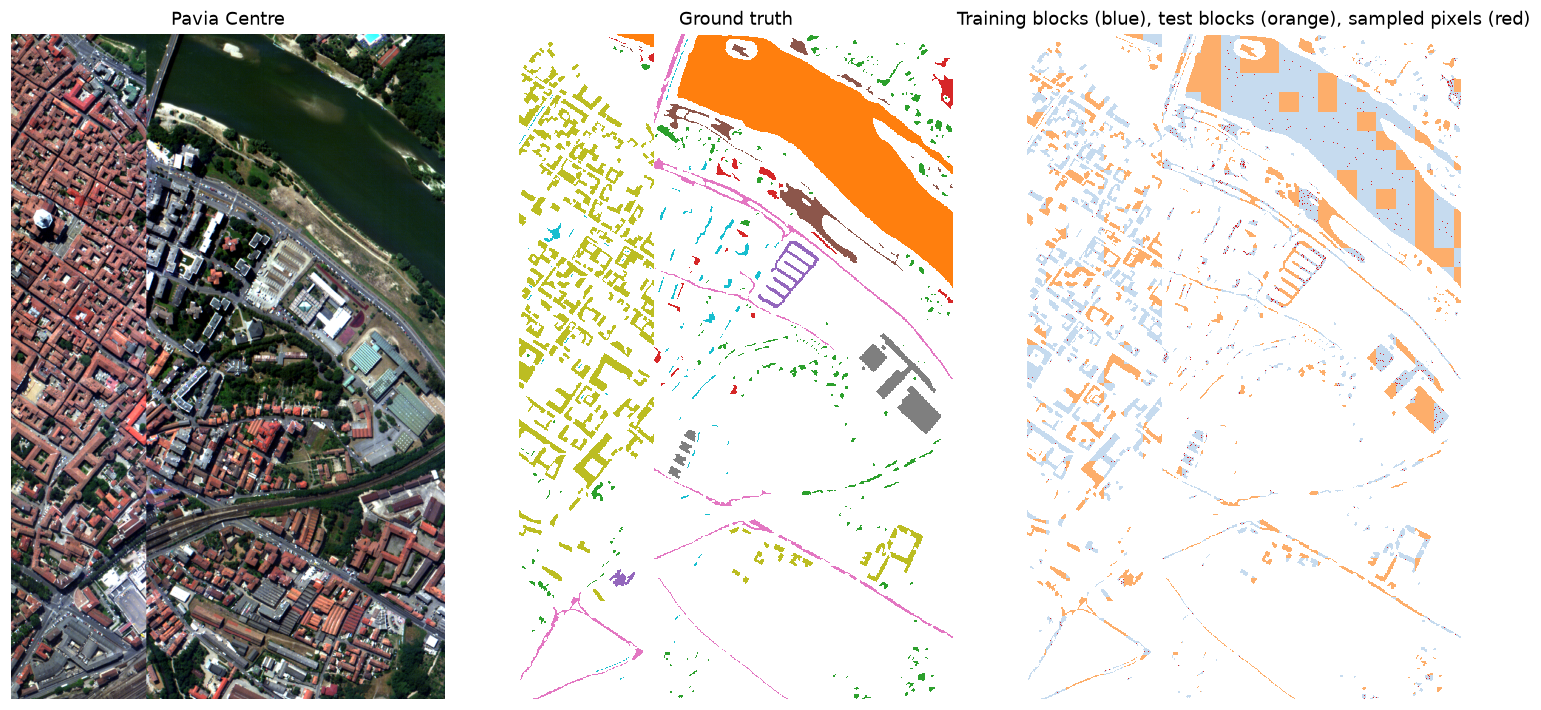 Pavia Centre
Ground truth
Training blocks (blue), test blocks (orange), sampled pixels (red)